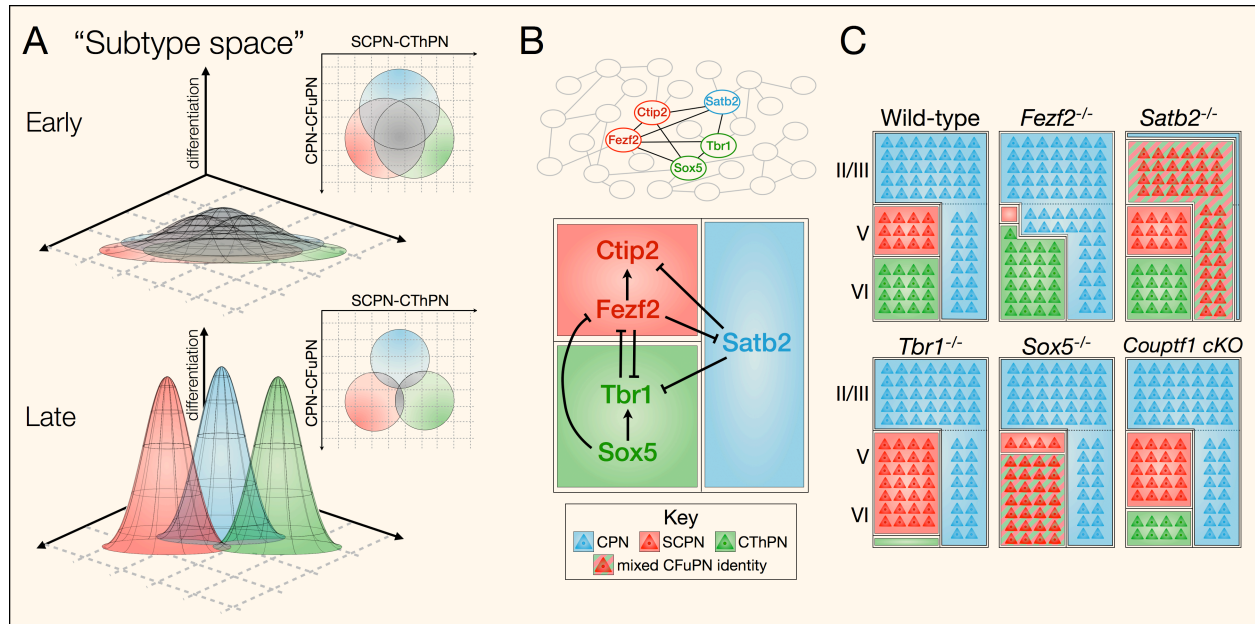 A
"Subtype space"
Early
differentiation
SCPN-CThPN
CPN-CFuPN
Late
differentiation
SCPN-CThPN
CPN-CFuPN
B
Satb2
Ctip2
Fezf2
Tbr1
Sox5
Ctip2
Fezf2
Satb2
Tbr1
Sox5
Key
CPN SCPN CThPN
mixed CFuPN identity
C
Wild-type Fezf2-/- Satb2-/-
II/III
V
VI
Tbr1-/- Sox5-/- Couptf1 cKO
II/III
V
VI